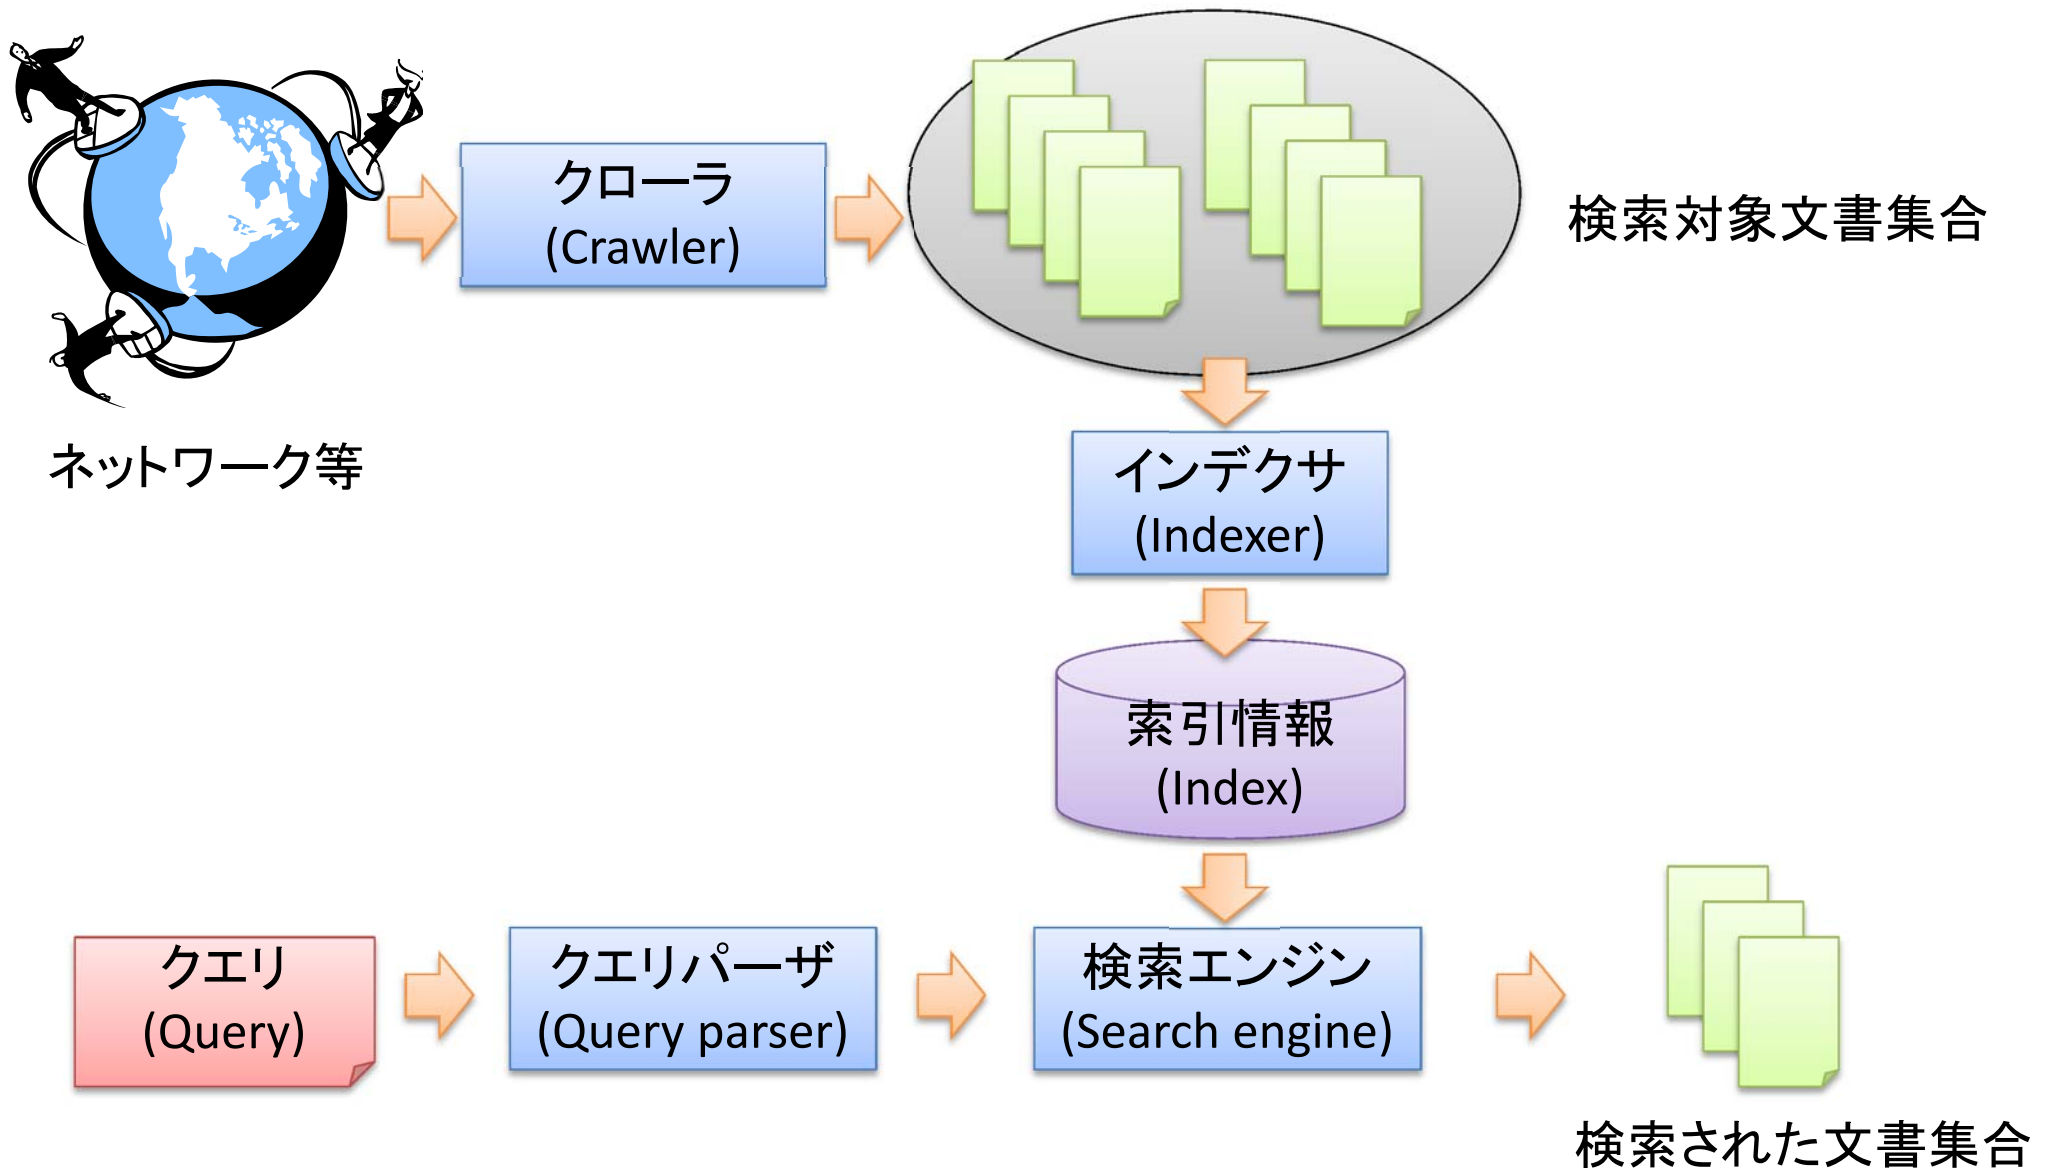 クローラ
(Crawler)
検索対象文書集合
ネットワーク等
インデクサ
(Indexer)
索引情報
(Index)
クエリ
(Query)
クエリパーザ
(Query parser)
検索エンジン
(Search engine)
検索された文書集合